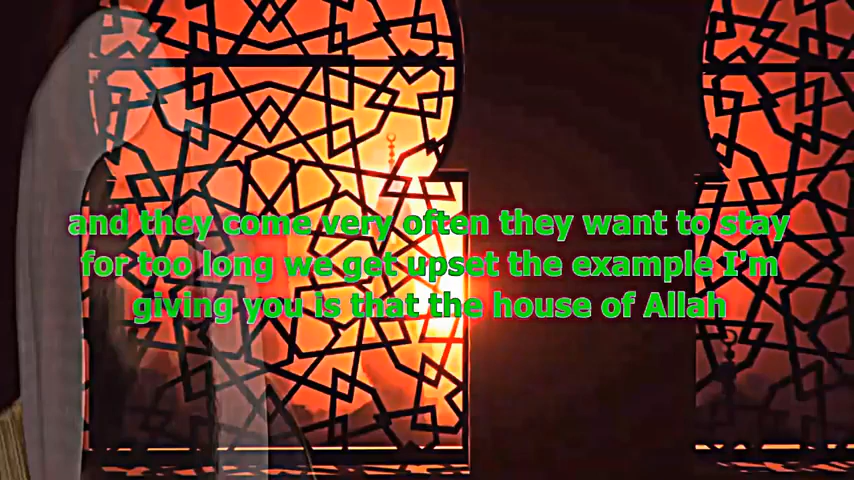 and they come very often they want to stay
for too long we get upset the example I'm
giving you is that the house of Allah